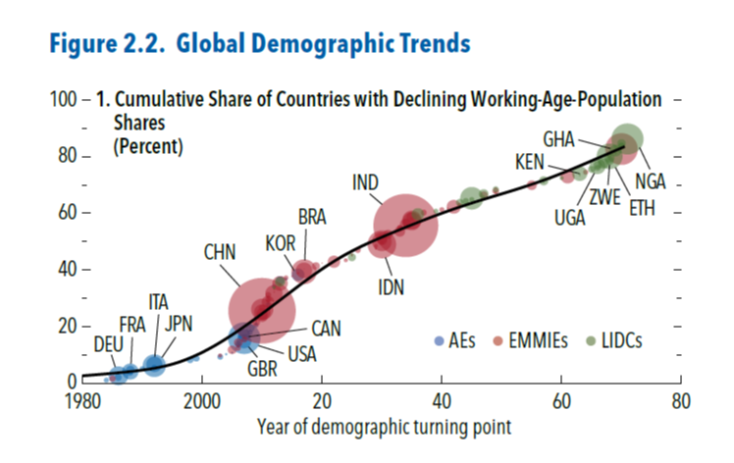 Figure 2.2. Global Demographic Trends
100 – 1. Cumulative Share of Countries with Declining Working-Age-Population
Shares
(Percent)
80
60
40
20
0
GHA
KEN
NGA
ZWE
ETH
UGA
IND
BRA
KOR
CHN
IDN
ITA
FRA
JPN
DEU
CAN
USA
GBR
AEs
EMMIEs
LIDCs
1980
2000
20
40
60
80
Year of demographic turning point